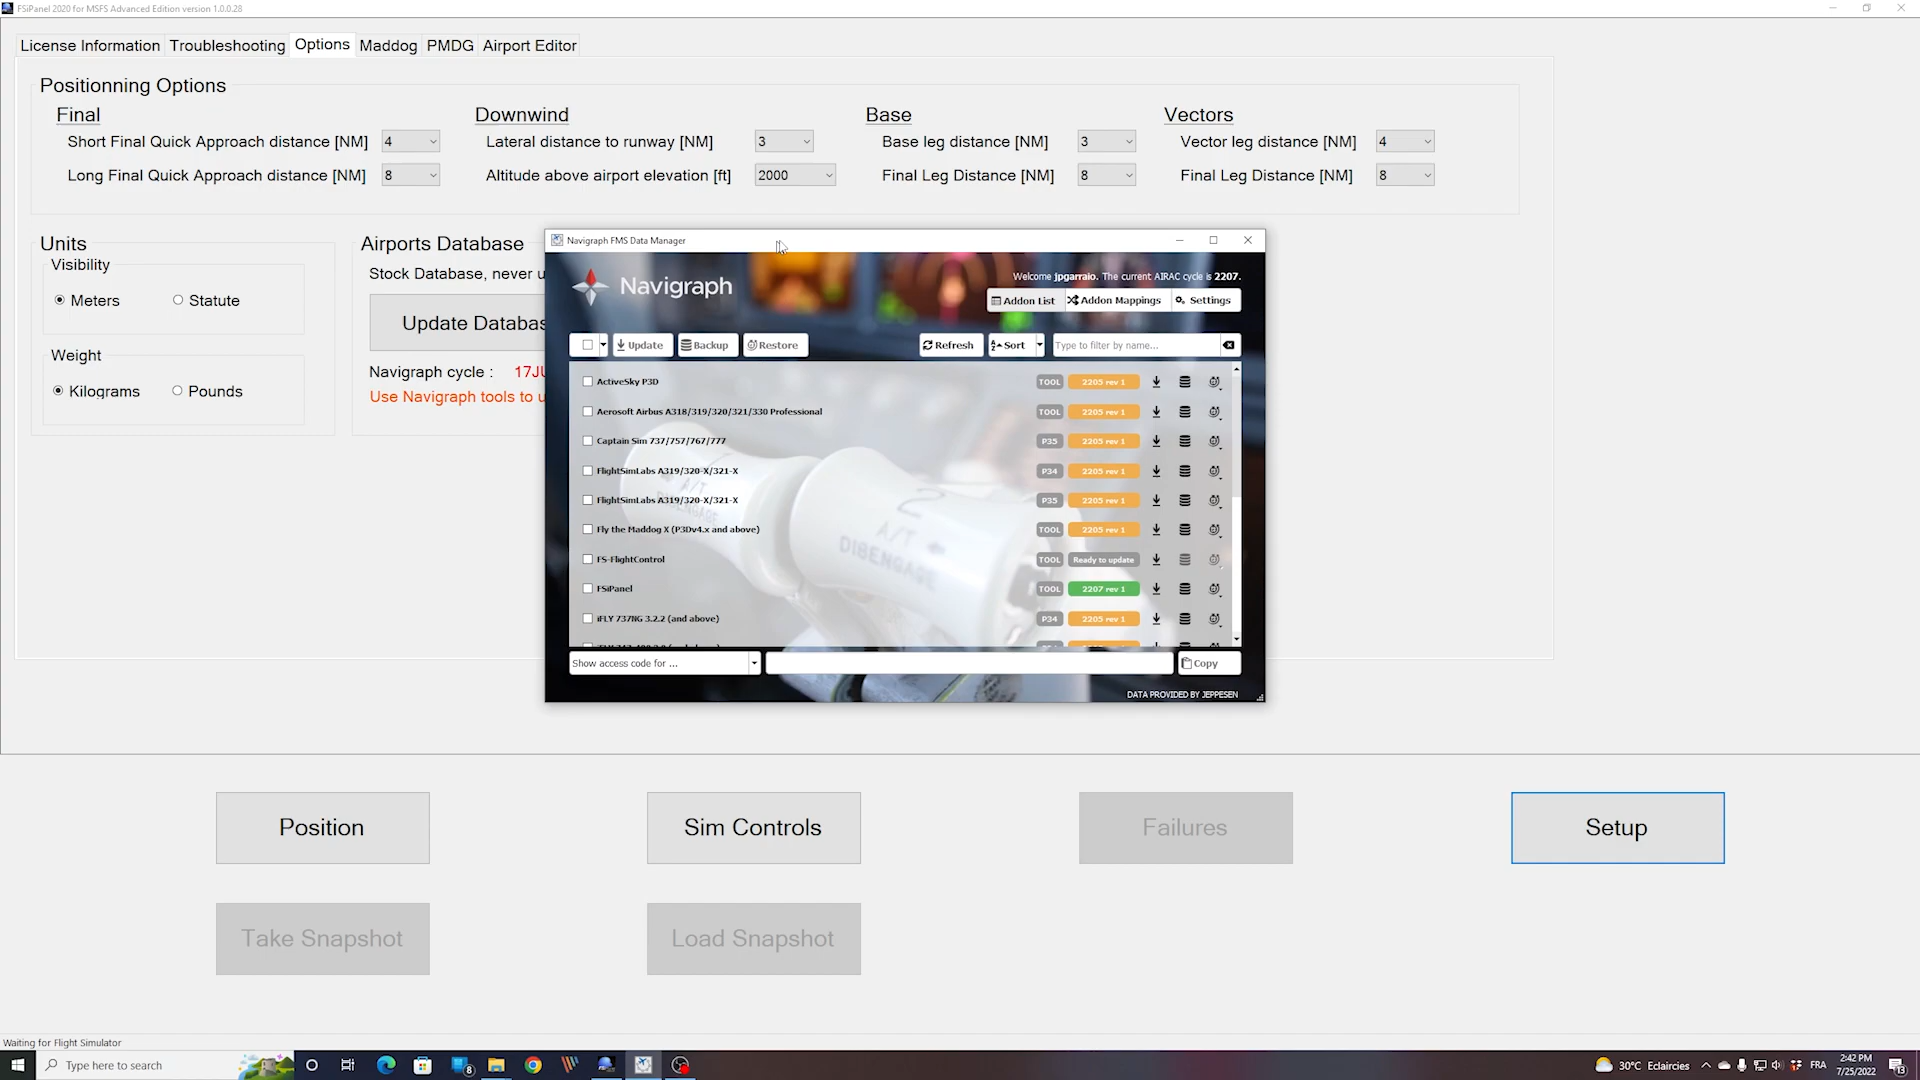 FSiPanel 2020 for MSFS Advanced Edition version 1.0.0.28
License Information Troubleshooting Options Maddog PMDG Airport Editor
Positionning Options
Final Downwind Base Vectors
Short Final Quick Approach distance [NM] 4 Lateral distance to runway [NM] 3 Base leg distance [NM] 3 Vector leg distance [NM] 4
Long Final Quick Approach distance [NM] 8 Altitude above airport elevation [ft] 2000 Final Leg Distance [NM] 8 Final Leg Distance [NM] 8
Units
Visibility
Meters Statute
Weight
Kilograms Pounds
Airports Database
Stock Database, never u
Update Databas
Navigraph cycle : 17JU
Use Navigraph tools to u
Navigraph FMS Data Manager
Navigraph
Welcome jpgarraio. The current AIRAC cycle is 2207.
Addon List Addon Mappings Settings
Update Backup Restore Refresh Sort Type to filter by name...
ActiveSky P3D TOOL 2205 rev 1
Aerosoft Airbus A318/319/320/321/330 Professional TOOL 2205 rev 1
Captain Sim 737/757/767/777 P35 2205 rev 1
FlightSimLabs A319/320-X/321-X P34 2205 rev 1
FlightSimLabs A319/320-X/321-X P35 2205 rev 1
Fly the Maddog X (P3Dv4.x and above) TOOL 2205 rev 1
FS-FlightControl TOOL Ready to update
FSiPanel TOOL 2207 rev 1
iFLY 737NG 3.2.2 (and above) P34 2205 rev 1
2
A/T
DISENGAGE
A/T
DISENGAGE
Show access code for ... Copy
DATA PROVIDED BY JEPPESEN
Position Sim Controls Failures Setup
Take Snapshot Load Snapshot
Waiting for Flight Simulator
Type here to search
8
30°C Eclaircies
FRA
2:42 PM
7/25/2022
13